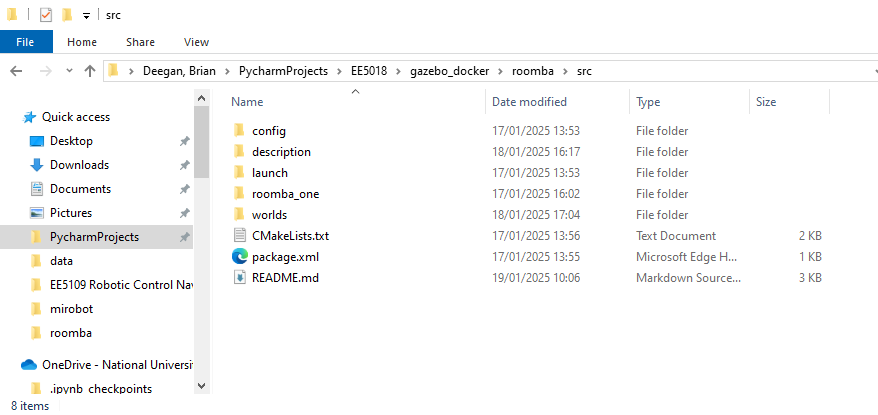 src
File Home Share View
Deegan, Brian PycharmProjects EE5018 gazebo_docker roomba src
Quick access
Desktop
Downloads
Documents
Pictures
PycharmProjects
data
EE5109 Robotic Control Nav
mirobot
roomba
OneDrive - National Universit
.ipynb_checkpoints
Name Date modified Type Size
config 17/01/2025 13:53 File folder
description 18/01/2025 16:17 File folder
launch 17/01/2025 13:53 File folder
roomba_one 17/01/2025 16:02 File folder
worlds 18/01/2025 17:04 File folder
CMakeLists.txt 17/01/2025 13:56 Text Document 2 KB
package.xml 17/01/2025 13:55 Microsoft Edge H... 1 KB
README.md 19/01/2025 10:06 Markdown Source... 3 KB
8 items